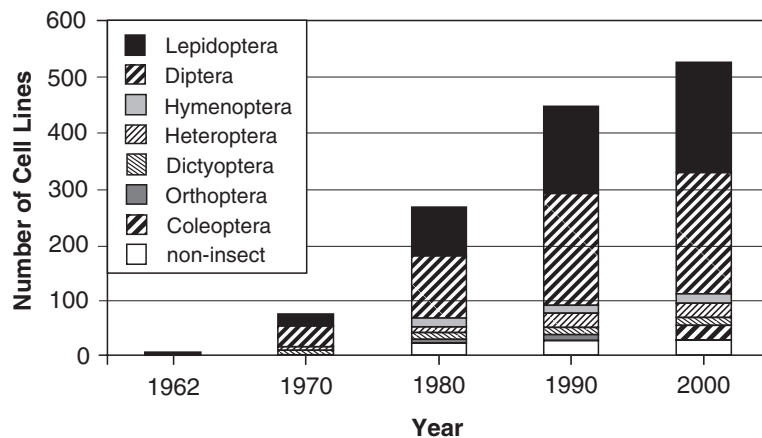 600
500
400
300
200
100
0
Number of Cell Lines
Lepidoptera
Diptera
Hymenoptera
Heteroptera
Dictyoptera
Orthoptera
Coleoptera
non-insect
1962 1970 1980 1990 2000
Year